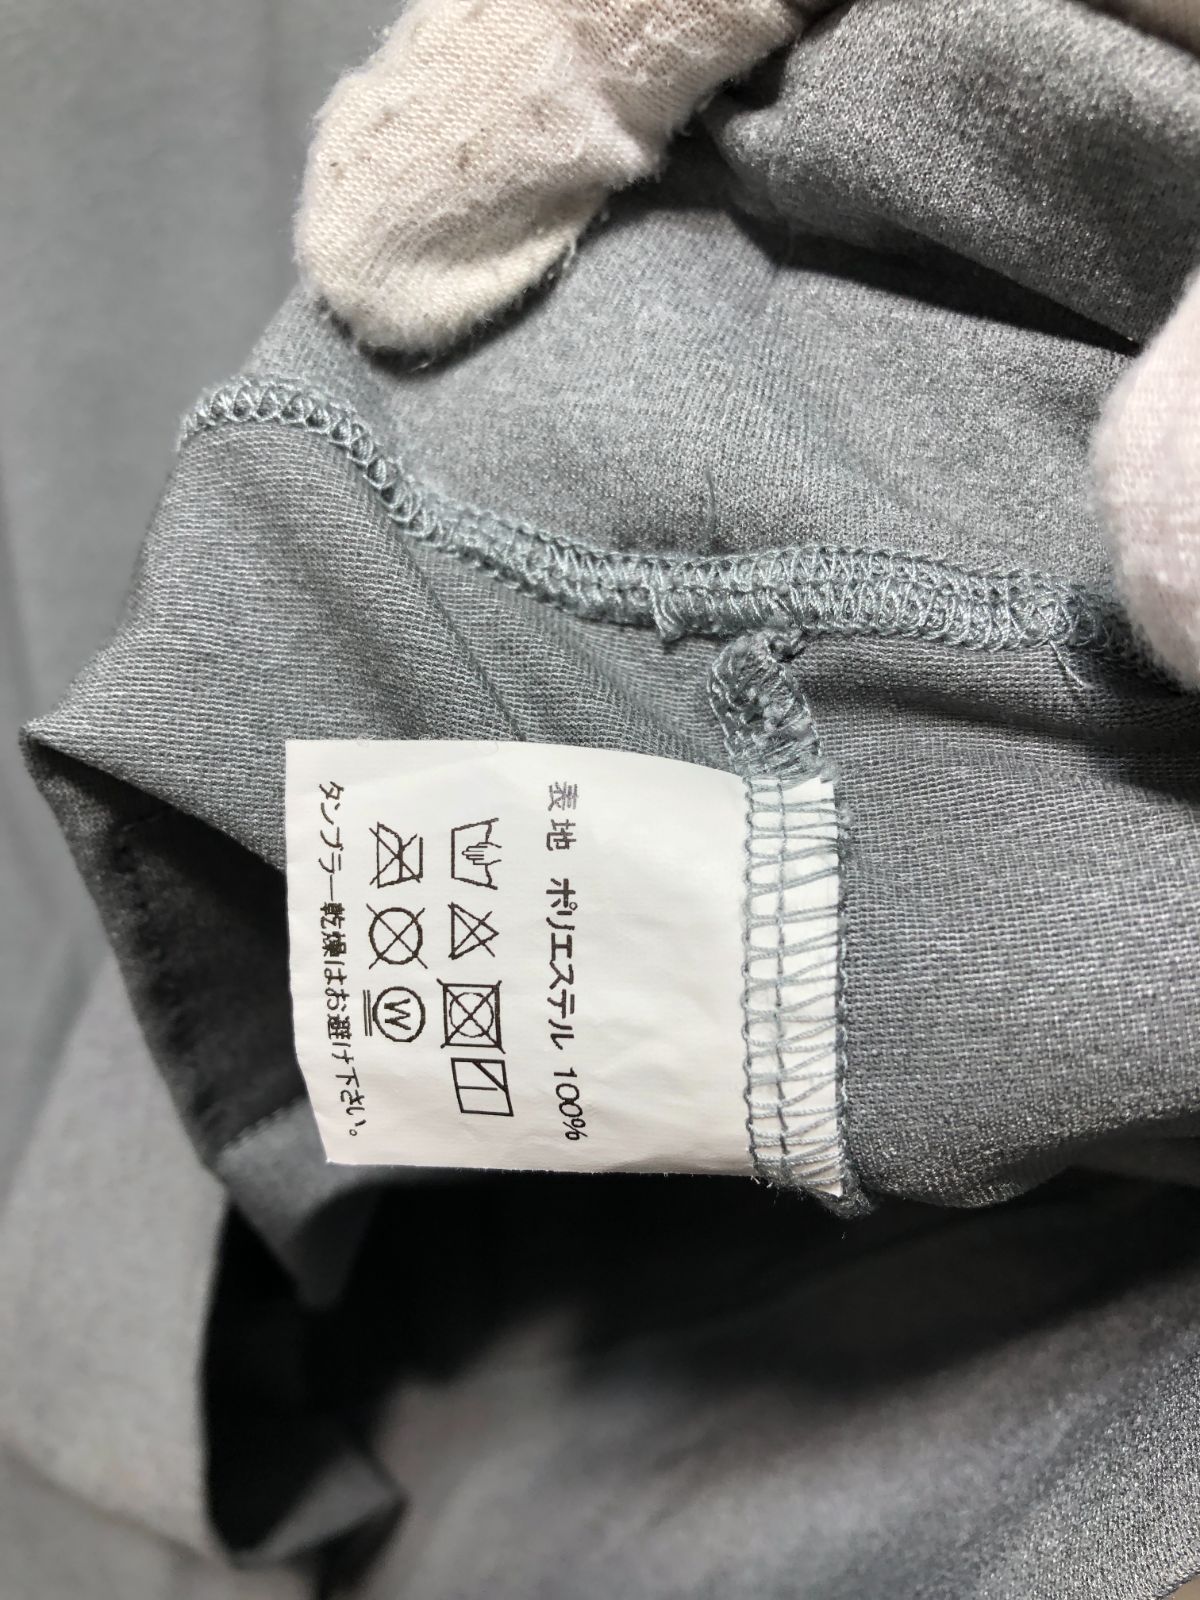 表地 ポリエステル 100%
W
タンブラー乾燥はお避け下さい。